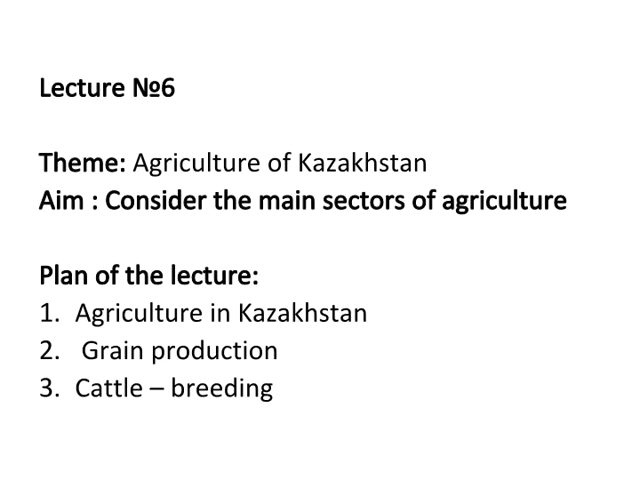 Lecture №6
Theme: Agriculture of Kazakhstan
Aim : Consider the main sectors of agriculture
Plan of the lecture:
1. Agriculture in Kazakhstan
2. Grain production
3. Cattle – breeding